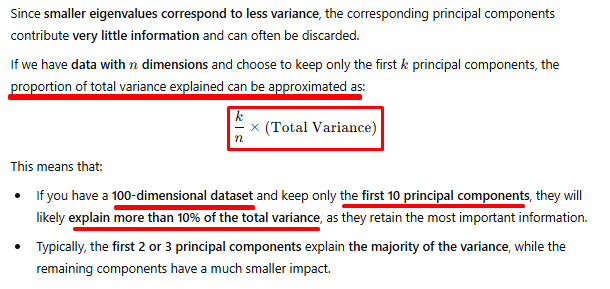 Since smaller eigenvalues correspond to less variance, the corresponding principal components
contribute very little information and can often be discarded.
If we have data with n dimensions and choose to keep only the first k principal components, the
proportion of total variance explained can be approximated as:
k/n × (Total Variance)
This means that:
• If you have a 100-dimensional dataset and keep only the first 10 principal components, they will
likely explain more than 10% of the total variance, as they retain the most important information.
• Typically, the first 2 or 3 principal components explain the majority of the variance, while the
remaining components have a much smaller impact.